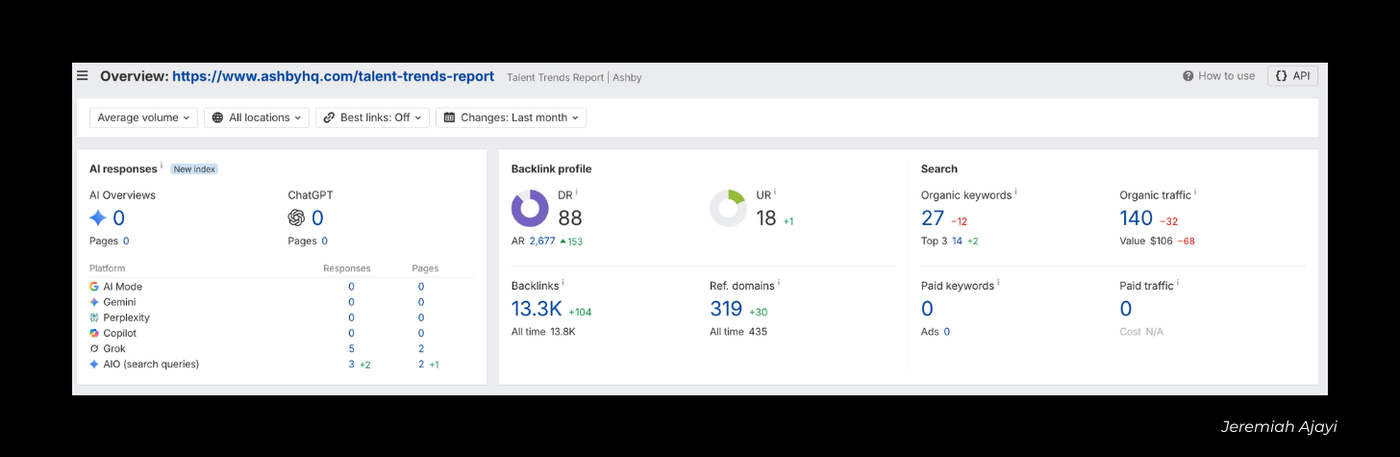 Overview: https://www.ashbyhq.com/talent-trends-report Talent Trends Report | Ashby
How to use
{} API
Average volume
All locations
Best links: Off
Changes: Last month
AI responses i New index
AI Overviews
0
Pages 0
ChatGPT
0
Pages 0
Platform Responses Pages
AI Mode 0 0
Gemini 0 0
Perplexity 0 0
Copilot 0 0
Grok 5 2
AIO (search queries) 3 +2 2 +1
Backlink profile
DR i
88
AR 2,677 ▲153
UR i
18 +1
Backlinks i
13.3K +104
All time 13.8K
Ref. domains i
319 +30
All time 435
Search
Organic keywords i
27 −12
Top 3 14 +2
Organic traffic i
140 −32
Value $106 −68
Paid keywords i
0
Ads 0
Paid traffic i
0
Cost N/A
Jeremiah Ajayi